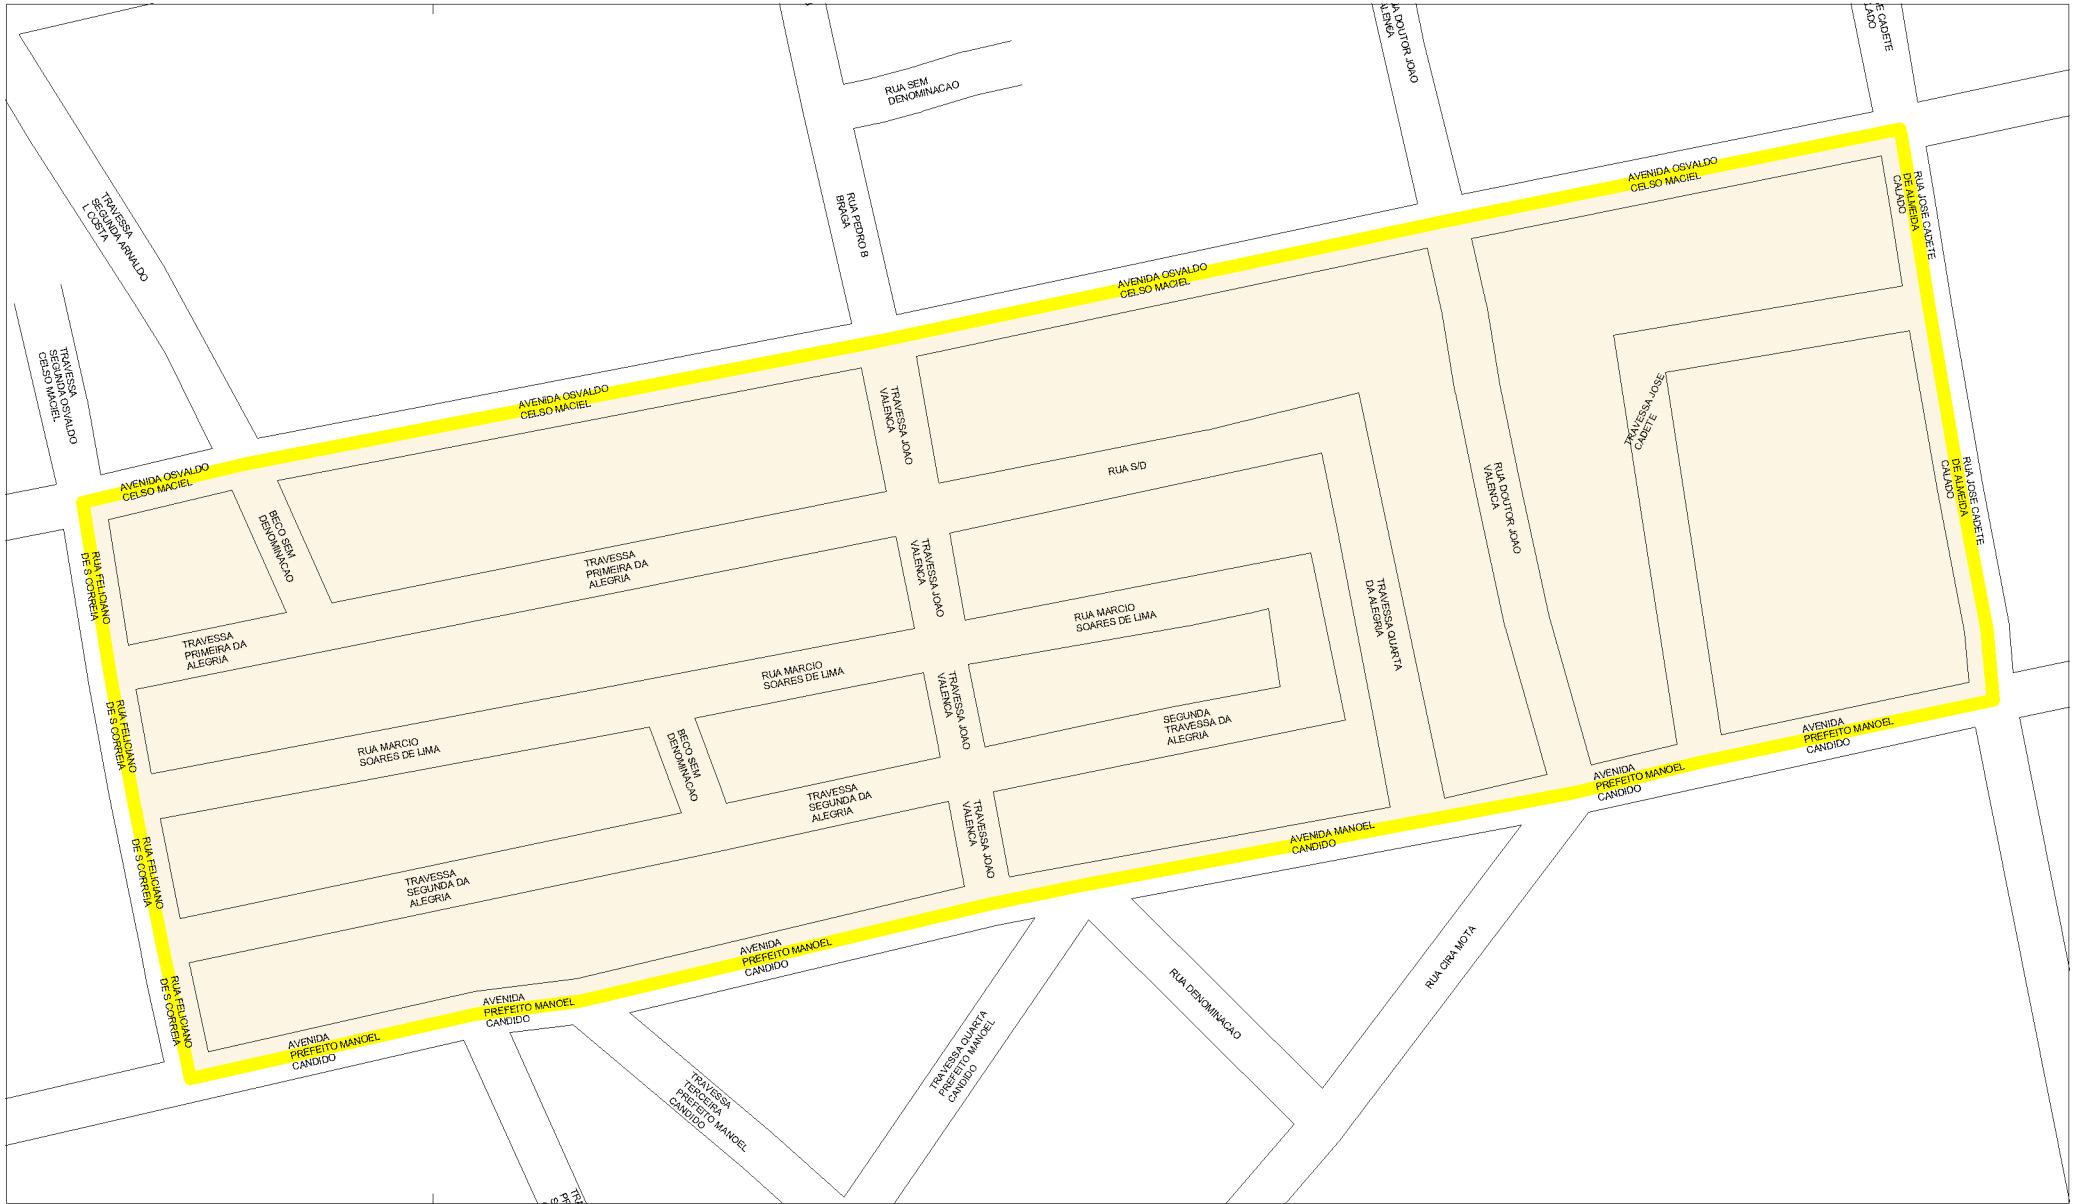 RUA SEM
DENOMINACAO
CADETE
RUA PEDRO B
BRAGA
TRAVESSA
SEGUNDA ARNALDO
L COSTA
TRAVESSA
SEGUNDA OSVALDO
CELSO MACIEL
AVENIDA OSVALDO
CELSO MACIEL
AVENIDA OSVALDO
CELSO MACIEL
AVENIDA OSVALDO
CELSO MACIEL
AVENIDA OSVALDO
CELSO MACIEL
RUA JOSE CADETE
DE ALMEIDA
CALADO
RUA JOSE CADETE
DE ALMEIDA
CALADO
TRAVESSA JOSE
CADETE
RUA DOUTOR JOAO
VALENCA
RUA S/D
TRAVESSA JOAO
VALENCA
TRAVESSA JOAO
VALENCA
TRAVESSA JOAO
VALENCA
TRAVESSA JOAO
VALENCA
BECO SEM
DENOMINACAO
TRAVESSA
PRIMEIRA DA
ALEGRIA
TRAVESSA
PRIMEIRA DA
ALEGRIA
RUA FELICIANO
DE S CORREIA
RUA FELICIANO
DE S CORREIA
RUA FELICIANO
DE S CORREIA
RUA FELICIANO
DE S CORREIA
RUA MARCIO
SOARES DE LIMA
RUA MARCIO
SOARES DE LIMA
RUA MARCIO
SOARES DE LIMA
TRAVESSA QUARTA
DA ALEGRIA
BECO SEM
DENOMINACAO
SEGUNDA
TRAVESSA DA
ALEGRIA
TRAVESSA
SEGUNDA DA
ALEGRIA
TRAVESSA
SEGUNDA DA
ALEGRIA
AVENIDA
PREFEITO MANOEL
CANDIDO
AVENIDA
PREFEITO MANOEL
CANDIDO
AVENIDA MANOEL
CANDIDO
AVENIDA
PREFEITO MANOEL
CANDIDO
AVENIDA
PREFEITO MANOEL
CANDIDO
AVENIDA
PREFEITO MANOEL
CANDIDO
RUA CIRA MOTA
RUA DENOMINACAO
TRAVESSA QUARTA
PREFEITO MANOEL
CANDIDO
TRAVESSA
TERCEIRA
PREFEITO MANOEL
CANDIDO